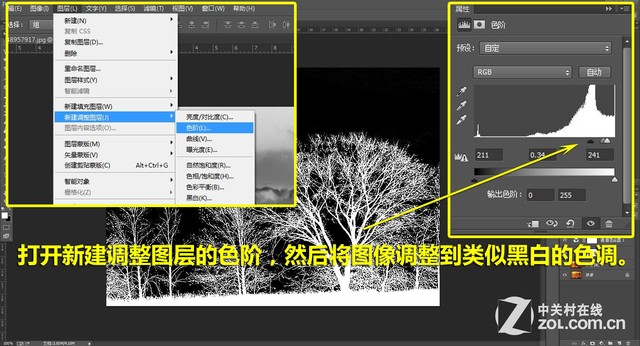 编辑(E) 图像(I) 图层(L) 文字(Y) 选择(S) 滤镜(T) 视图(V) 窗口(W) 帮助(H)
选择: 组
68957917.jpg
新建(N)
复制 CSS
复制图层(D)...
删除
重命名图层...
图层样式(Y)
智能滤镜
新建填充图层(W)
新建调整图层(J)
图层内容选项(O)...
图层蒙版(M)
矢量蒙版(V)
创建剪贴蒙版(C) Alt+Ctrl+G
智能对象
栅格化(Z)
亮度/对比度(C)...
色阶(L)...
曲线(V)...
曝光度(E)...
自然饱和度(R)...
色相/饱和度(H)...
色彩平衡(B)...
黑白(K)...
属性
色阶
预设: 自定
RGB 自动
211 0.34 241
输出色阶: 0 255
打开新建调整图层的色阶，然后将图像调整到类似黑白的色调。
中关村在线
zol.com.cn